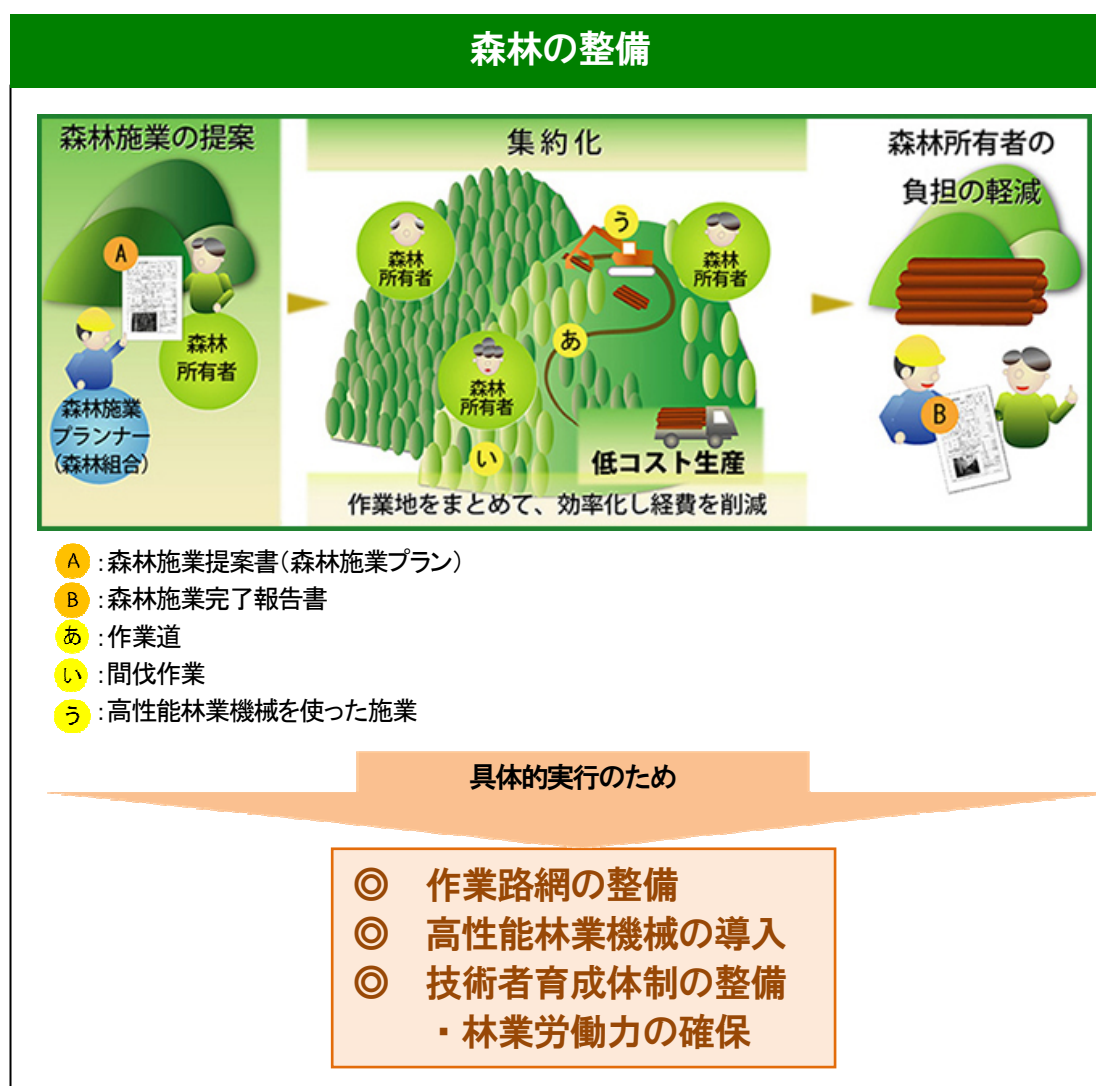 森林の整備
森林施業の提案
A
森林
所有者
森林施業
プランナー
(森林組合)
集約化
森林
所有者
う
森林
所有者
あ
森林
所有者
い
低コスト生産
作業地をまとめて、効率化し経費を削減
森林所有者の
負担の軽減
B
A:森林施業提案書(森林施業プラン)
B:森林施業完了報告書
あ:作業道
い:間伐作業
う:高性能林業機械を使った施業
具体的実行のため
◎ 作業路網の整備
◎ 高性能林業機械の導入
◎ 技術者育成体制の整備
・林業労働力の確保